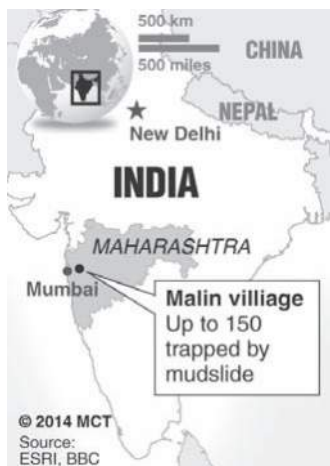 500 km
500 miles
CHINA
NEPAL
New Delhi
INDIA
MAHARASHTRA
Mumbai
Malin villiage
Up to 150
trapped by
mudslide
© 2014 MCT
Source:
ESRI, BBC